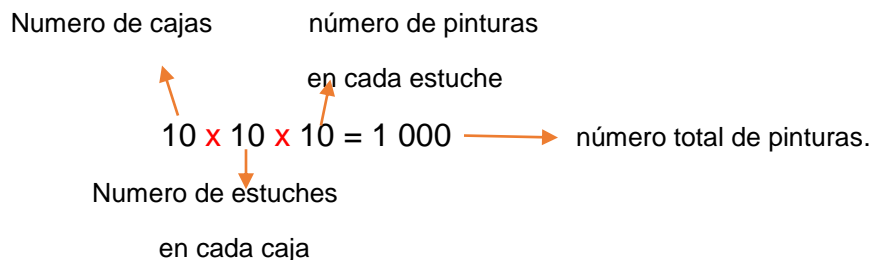 Numero de cajas número de pinturas
en cada estuche
10 x 10 x 10 = 1 000 número total de pinturas.
Numero de estuches
en cada caja